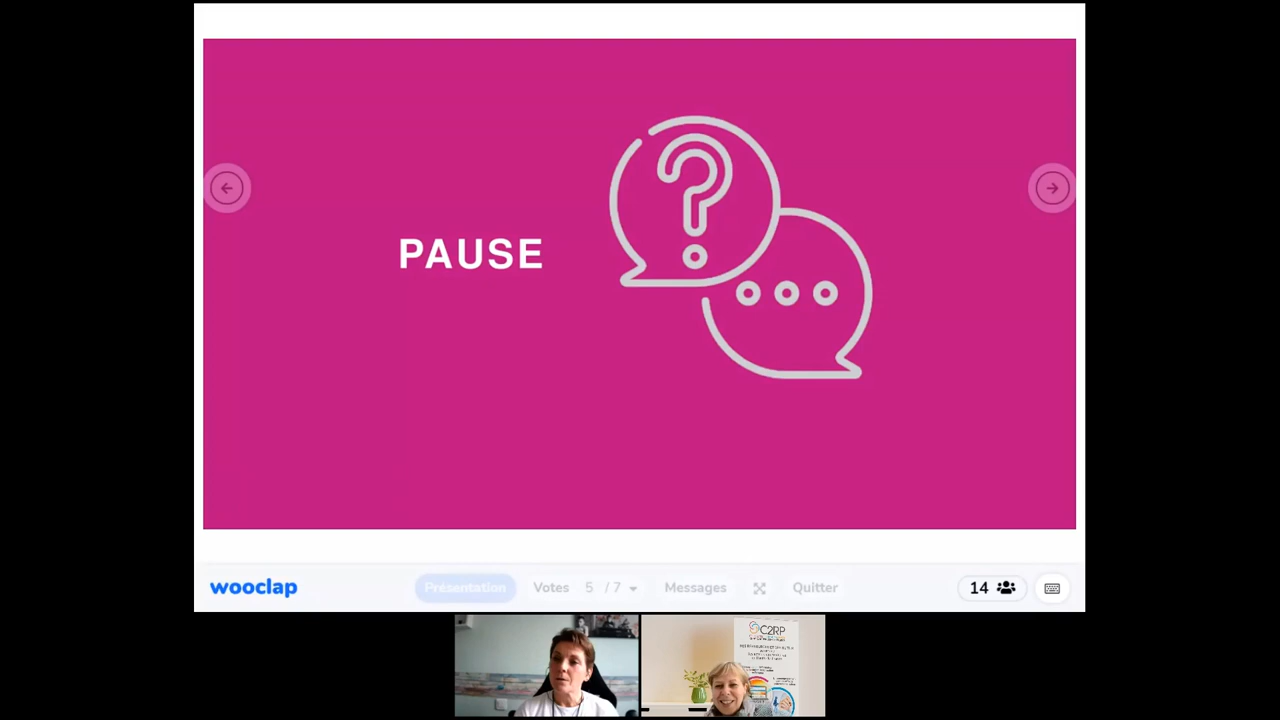 PAUSE
?
wooclap
Présentation
Votes 5 / 7
Messages
Quitter
14
C2RP